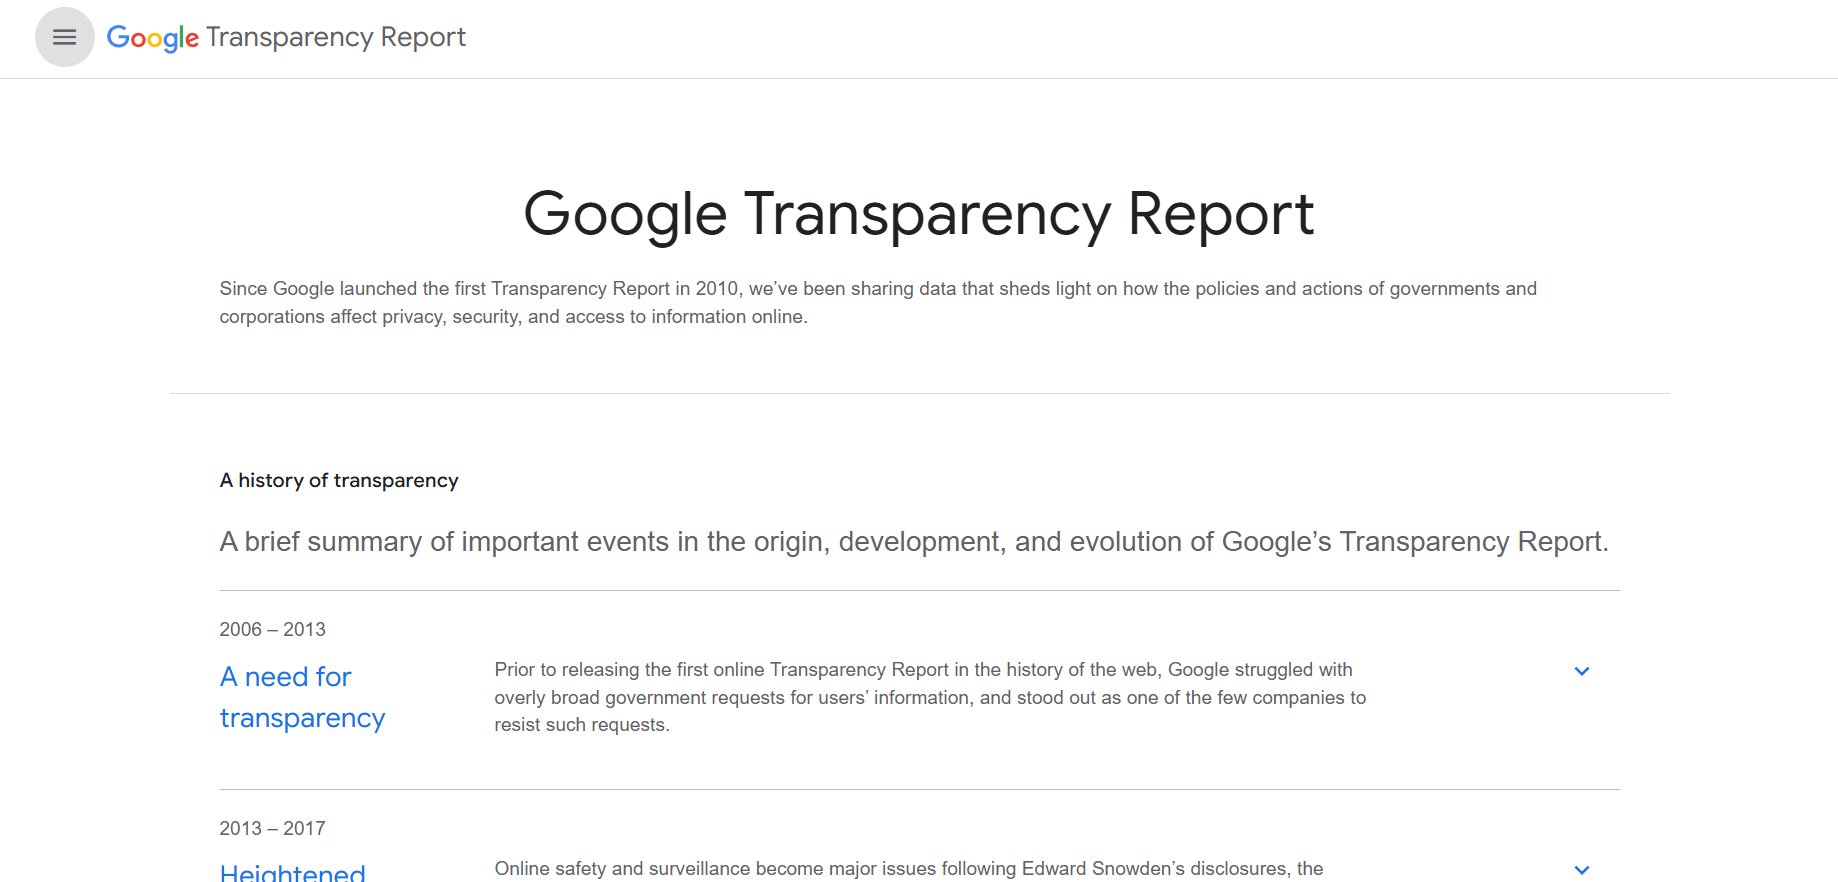 Google Transparency Report
Google Transparency Report
Since Google launched the first Transparency Report in 2010, we’ve been sharing data that sheds light on how the policies and actions of governments and
corporations affect privacy, security, and access to information online.
A history of transparency
A brief summary of important events in the origin, development, and evolution of Google’s Transparency Report.
2006 – 2013
A need for
transparency
Prior to releasing the first online Transparency Report in the history of the web, Google struggled with
overly broad government requests for users’ information, and stood out as one of the few companies to
resist such requests.
2013 – 2017
Heightened
Online safety and surveillance become major issues following Edward Snowden’s disclosures, the